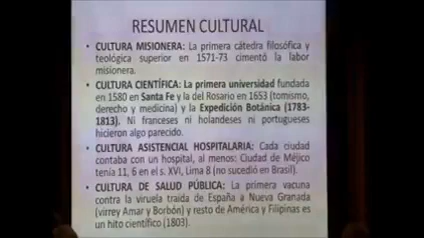 RESUMEN CULTURAL
• CULTURA MISIONERA: La primera cátedra filosófica y
teológica superior en 1571-73 cimentó la labor
misionera.
• CULTURA CIENTÍFICA: La primera universidad fundada
en 1580 en Santa Fe y la del Rosario en 1653 (tomismo,
derecho y medicina) y la Expedición Botánica (1783-
1813). Ni franceses ni holandeses ni portugueses
hicieron algo parecido.
• CULTURA ASISTENCIAL HOSPITALARIA: Cada ciudad
contaba con un hospital, al menos: Ciudad de Méjico
tenía 11, 6 en el s. XVI, Lima 8 (no sucedió en Brasil).
• CULTURA DE SALUD PÚBLICA: La primera vacuna
contra la viruela traída de España a Nueva Granada
(virrey Amar y Borbón) y resto de América y Filipinas es
un hito científico (1803).